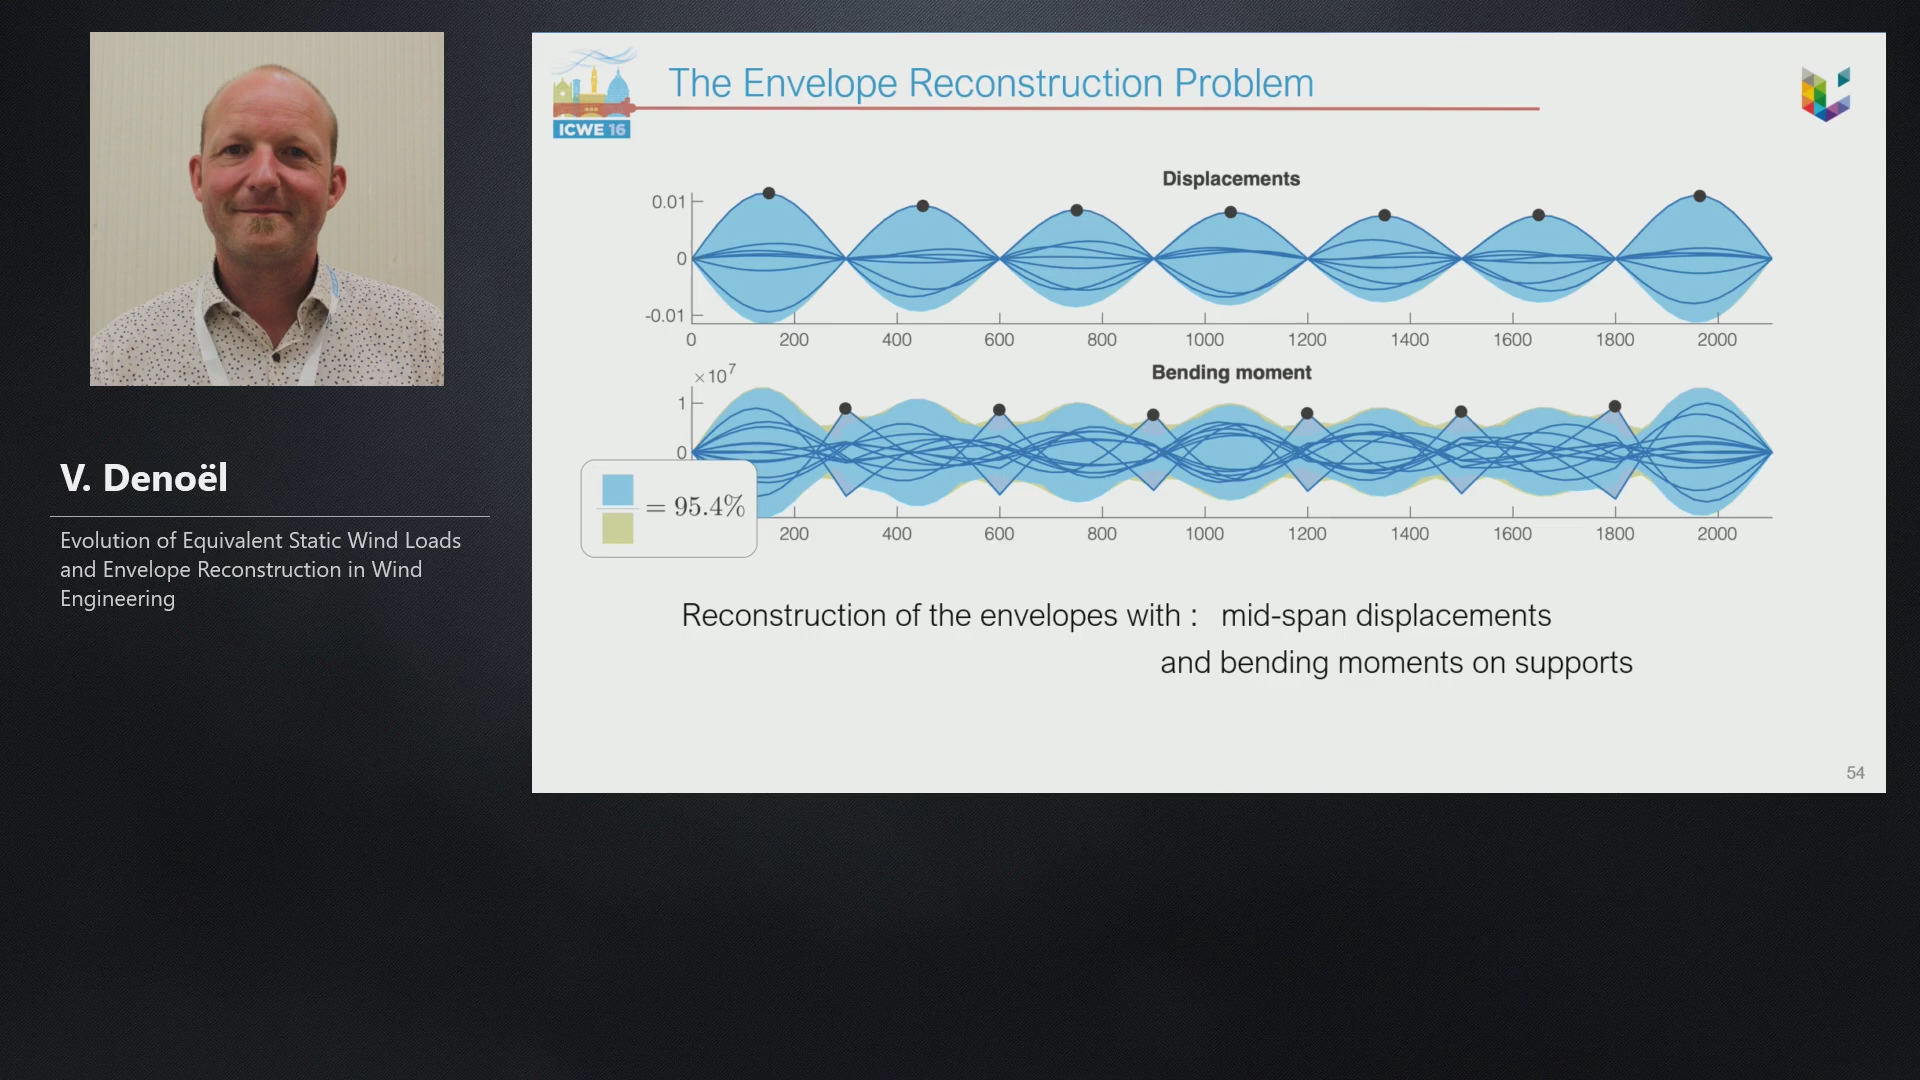 V. Denoël
Evolution of Equivalent Static Wind Loads
and Envelope Reconstruction in Wind
Engineering
ICWE 16
The Envelope Reconstruction Problem
Displacements
0.01
0
-0.01
0 200 400 600 800 1000 1200 1400 1600 1800 2000
Bending moment
×10⁷
1
0
= 95.4%
200 400 600 800 1000 1200 1400 1600 1800 2000
Reconstruction of the envelopes with : mid-span displacements
and bending moments on supports
54